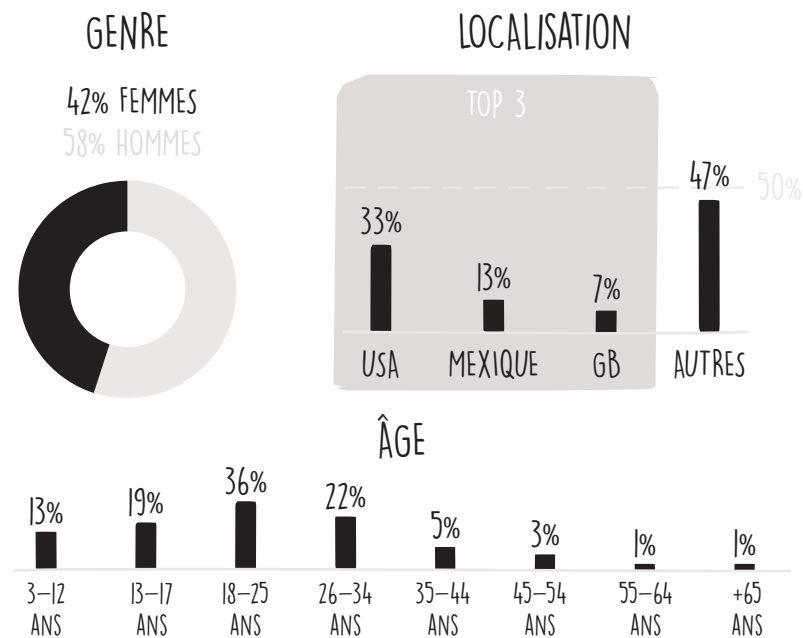 GENRE
42% FEMMES
58% HOMMES
LOCALISATION
TOP 3
50%
33%
13%
7%
47%
USA
MEXIQUE
GB
AUTRES
ÂGE
13%
19%
36%
22%
5%
3%
1%
1%
3–12
ANS
13–17
ANS
18–25
ANS
26–34
ANS
35–44
ANS
45–54
ANS
55–64
ANS
+65
ANS